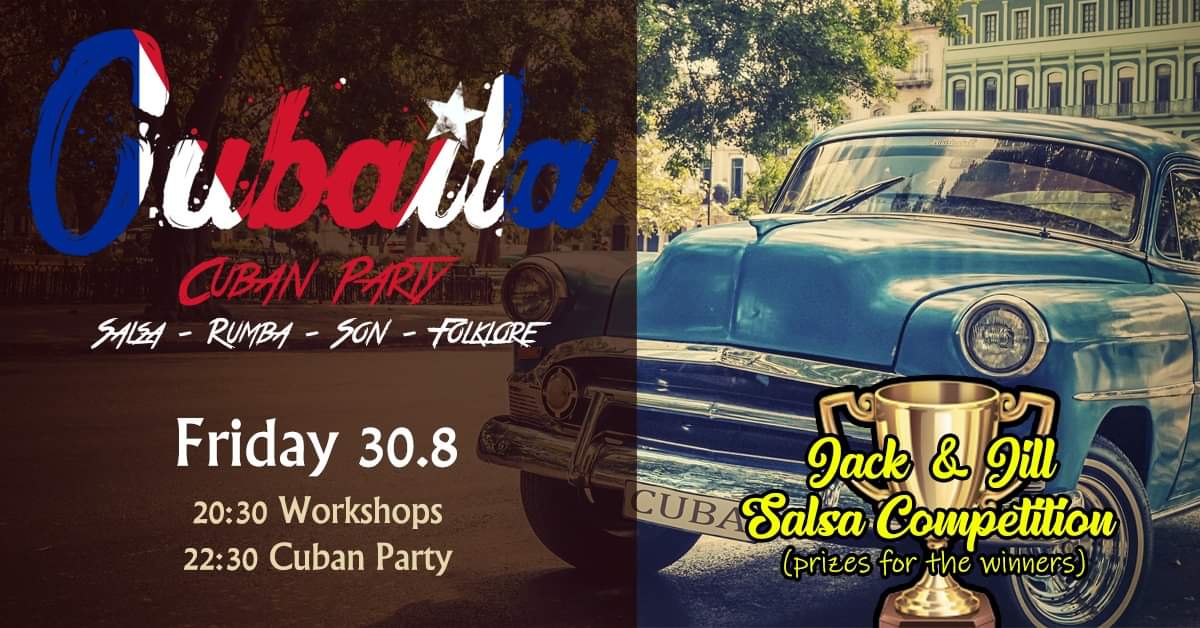 Cubaila
Cuban Party
Salsa - Rumba - Son - Folklore
Friday 30.8
20:30 Workshops
22:30 Cuban Party
CUBA
Jack & Jill
Salsa Competition
(prizes for the winners)